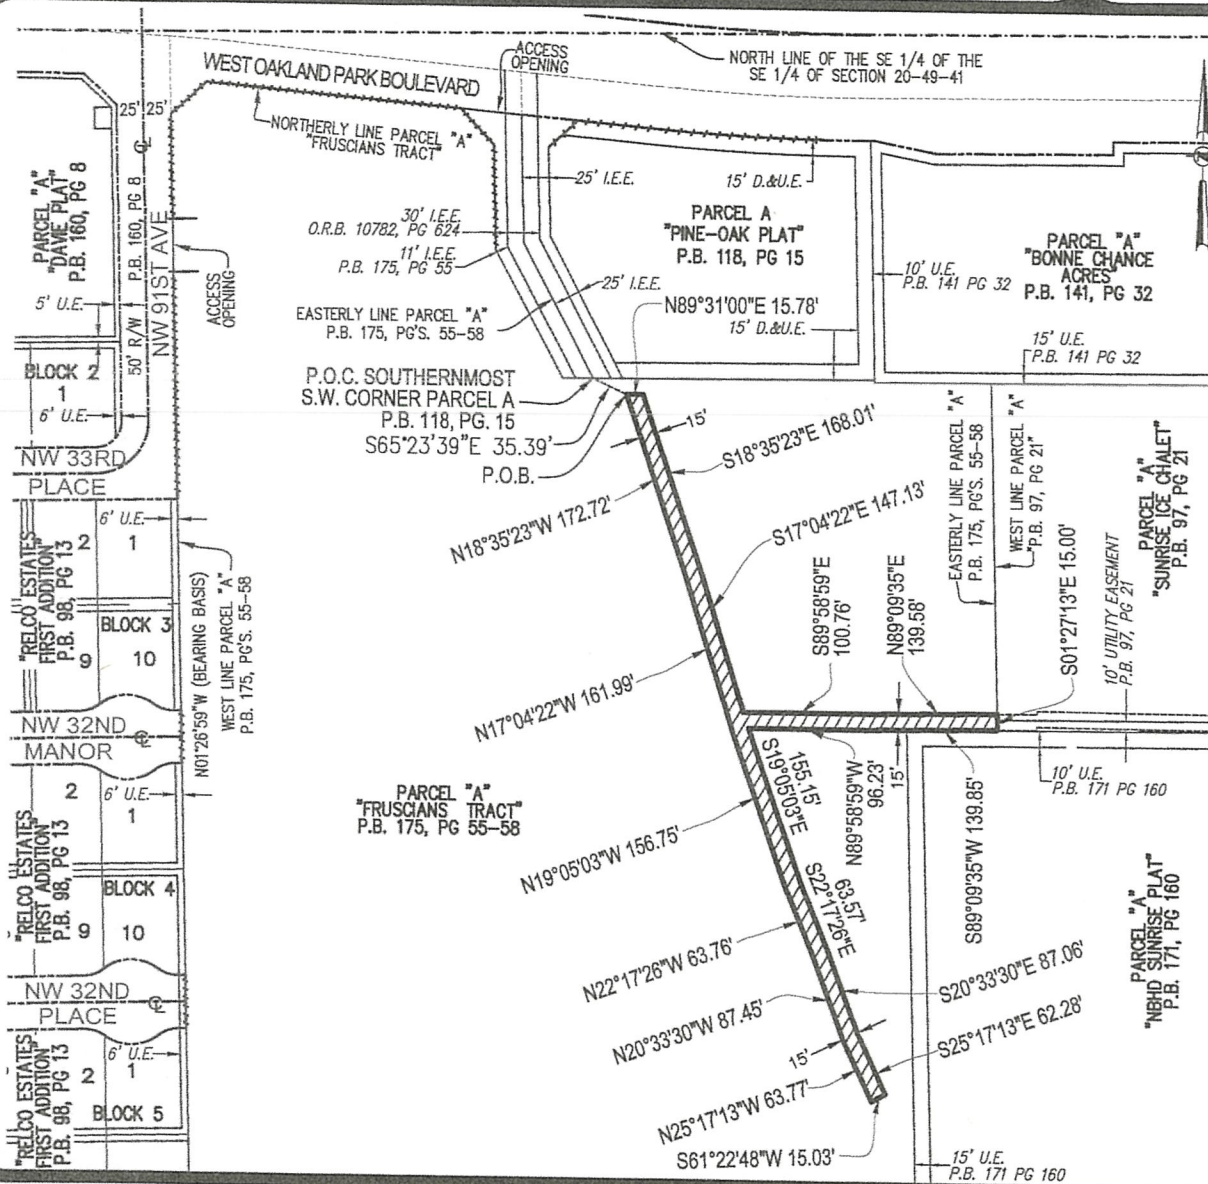 NORTH LINE OF THE SE 1/4 OF THE
SE 1/4 OF SECTION 20-49-41
ACCESS
OPENING
WEST OAKLAND PARK BOULEVARD
NORTHERLY LINE PARCEL "A"
"FRUSCIANS TRACT"
25' 25'
PARCEL "A"
"DAVIE PLAT"
P.B. 160, PG 8
P.B. 160, PG 8
NW 91ST AVE
50' R/W
ACCESS
OPENING
5' U.E.
BLOCK 2
1
6' U.E.
NW 33RD
PLACE
25' I.E.E.
15' D.&U.E.
30' I.E.E.
O.R.B. 10782, PG 624
11' I.E.E.
P.B. 175, PG 55
PARCEL A
"PINE-OAK PLAT"
P.B. 118, PG 15
PARCEL "A"
"BONNE CHANCE
ACRES"
P.B. 141, PG 32
10' U.E.
P.B. 141 PG 32
25' I.E.E.
EASTERLY LINE PARCEL "A"
P.B. 175, PG'S. 55-58
N89°31'00"E 15.78'
15' D.&U.E.
15' U.E.
P.B. 141 PG 32
P.O.C. SOUTHERNMOST
S.W. CORNER PARCEL A
P.B. 118, PG. 15
S65°23'39"E 35.39'
P.O.B.
15'
S18°35'23"E 168.01'
N18°35'23"W 172.72'
S17°04'22"E 147.13'
EASTERLY LINE PARCEL "A"
P.B. 175, PG'S. 55-58
WEST LINE PARCEL "A"
"P.B. 97, PG 21"
PARCEL "A"
"SUNRISE ICE CHALET"
P.B. 97, PG 21
S01°27'13"E 15.00'
10' UTILITY EASEMENT
P.B. 97, PG 21
S89°58'59"E
100.76'
N89°09'35"E
139.58'
6' U.E.
2
1
"RELCO ESTATES
FIRST ADDITION"
P.B. 98, PG 13
BLOCK 3
9
10
N01°26'59"W (BEARING BASIS)
WEST LINE PARCEL "A"
P.B. 175, PG'S. 55-58
NW 32ND
MANOR
N17°04'22"W 161.99'
155.15'
S19°05'03"E
N89°58'59"W
96.23'
15'
S89°09'35"W 139.85'
10' U.E.
P.B. 171 PG 160
PARCEL "A"
"FRUSCIANS TRACT"
P.B. 175, PG 55-58
2
6' U.E.
1
"RELCO ESTATES
FIRST ADDITION"
P.B. 98, PG 13
BLOCK 4
9
10
N19°05'03"W 156.75'
63.57'
S22°17'26"E
N22°17'26"W 63.76'
PARCEL "A"
"NBHD SUNRISE PLAT"
P.B. 171, PG 160
NW 32ND
PLACE
S20°33'30"E 87.06'
N20°33'30"W 87.45'
S25°17'13"E 62.28'
15'
6' U.E.
2
1
"RELCO ESTATES
FIRST ADDITION"
P.B. 98, PG 13
BLOCK 5
N25°17'13"W 63.77'
S61°22'48"W 15.03'
15' U.E.
P.B. 171 PG 160